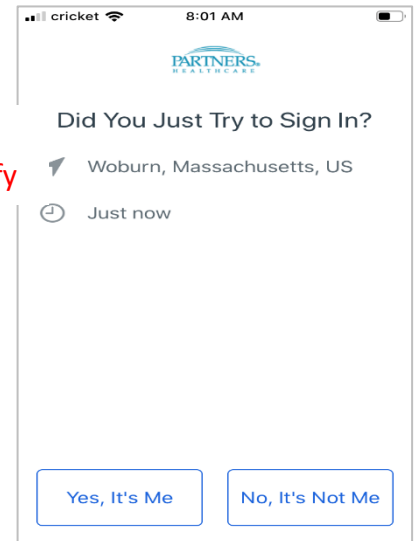 cricket 8:01 AM
PARTNERS®
HEALTHCARE
Did You Just Try to Sign In?
fy
Woburn, Massachusetts, US
Just now
Yes, It's Me
No, It's Not Me